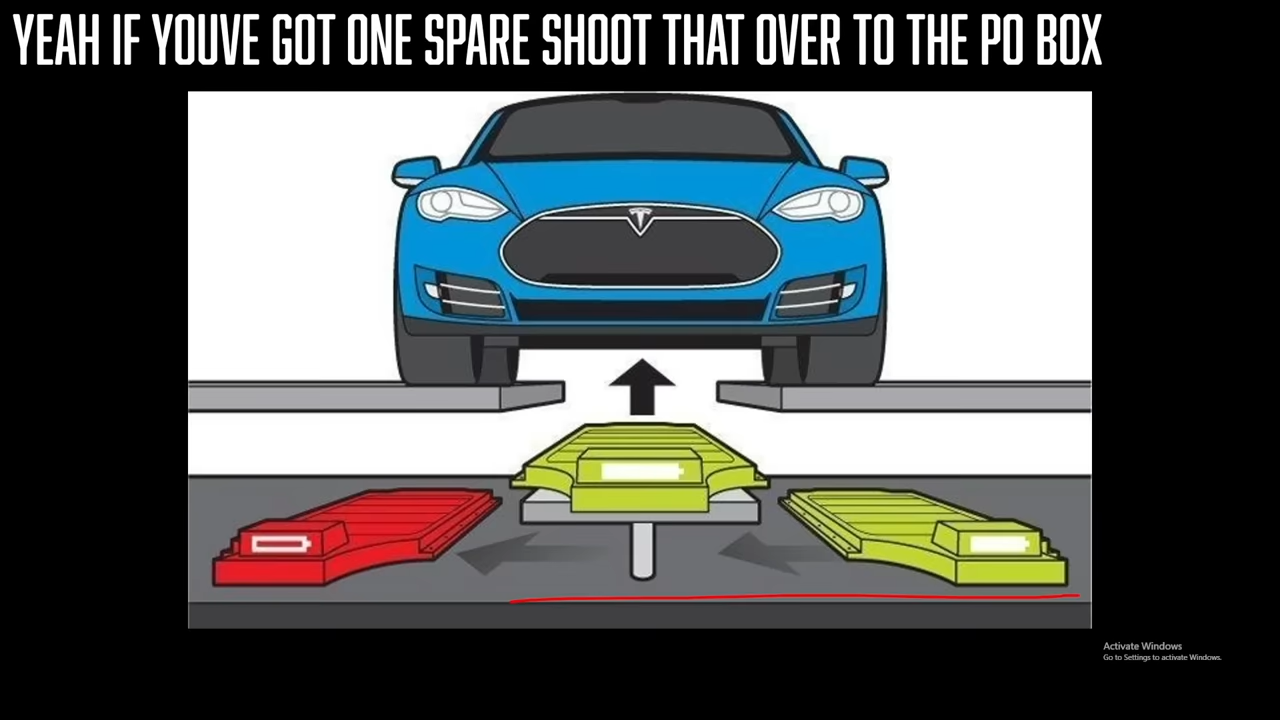 YEAH IF YOUVE GOT ONE SPARE SHOOT THAT OVER TO THE PO BOX
Activate Windows
Go to Settings to activate Windows.